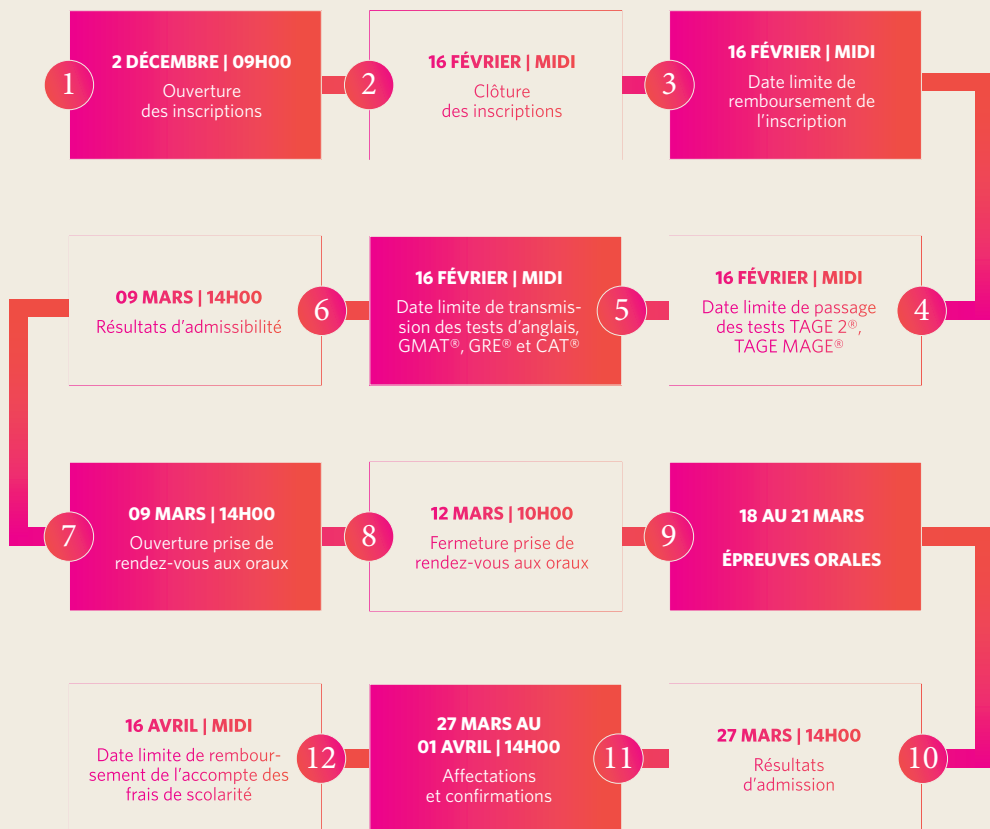 1
2 DÉCEMBRE | 09H00
Ouverture
des inscriptions
2
16 FÉVRIER | MIDI
Clôture
des inscriptions
3
16 FÉVRIER | MIDI
Date limite de
remboursement de
l’inscription
4
16 FÉVRIER | MIDI
Date limite de passage
des tests TAGE 2®,
TAGE MAGE®
5
16 FÉVRIER | MIDI
Date limite de transmis-
sion des tests d’anglais,
GMAT®, GRE® et CAT®
6
09 MARS | 14H00
Résultats d’admissibilité
7
09 MARS | 14H00
Ouverture prise de
rendez-vous aux oraux
8
12 MARS | 10H00
Fermeture prise de
rendez-vous aux oraux
9
18 AU 21 MARS
ÉPREUVES ORALES
10
27 MARS | 14H00
Résultats
d’admission
11
27 MARS AU
01 AVRIL | 14H00
Affectations
et confirmations
12
16 AVRIL | MIDI
Date limite de rembour-
sement de l’accompte des
frais de scolarité